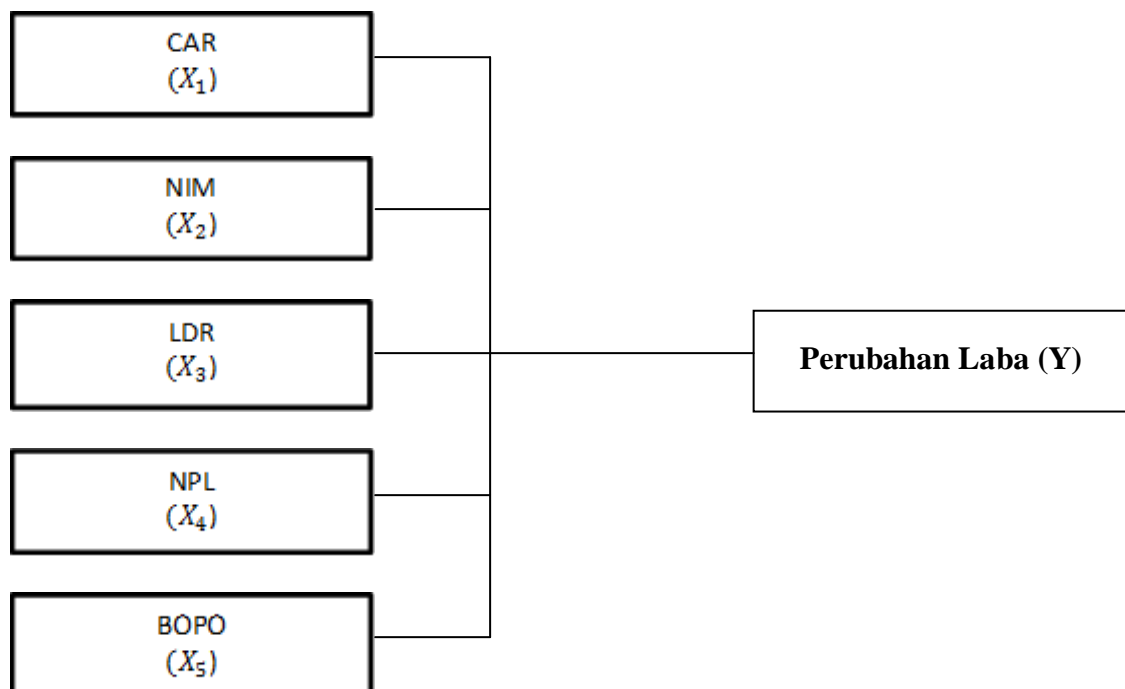 CAR
(X₁)
NIM
(X₂)
LDR
(X₃)
NPL
(X₄)
BOPO
(X₅)
Perubahan Laba (Y)